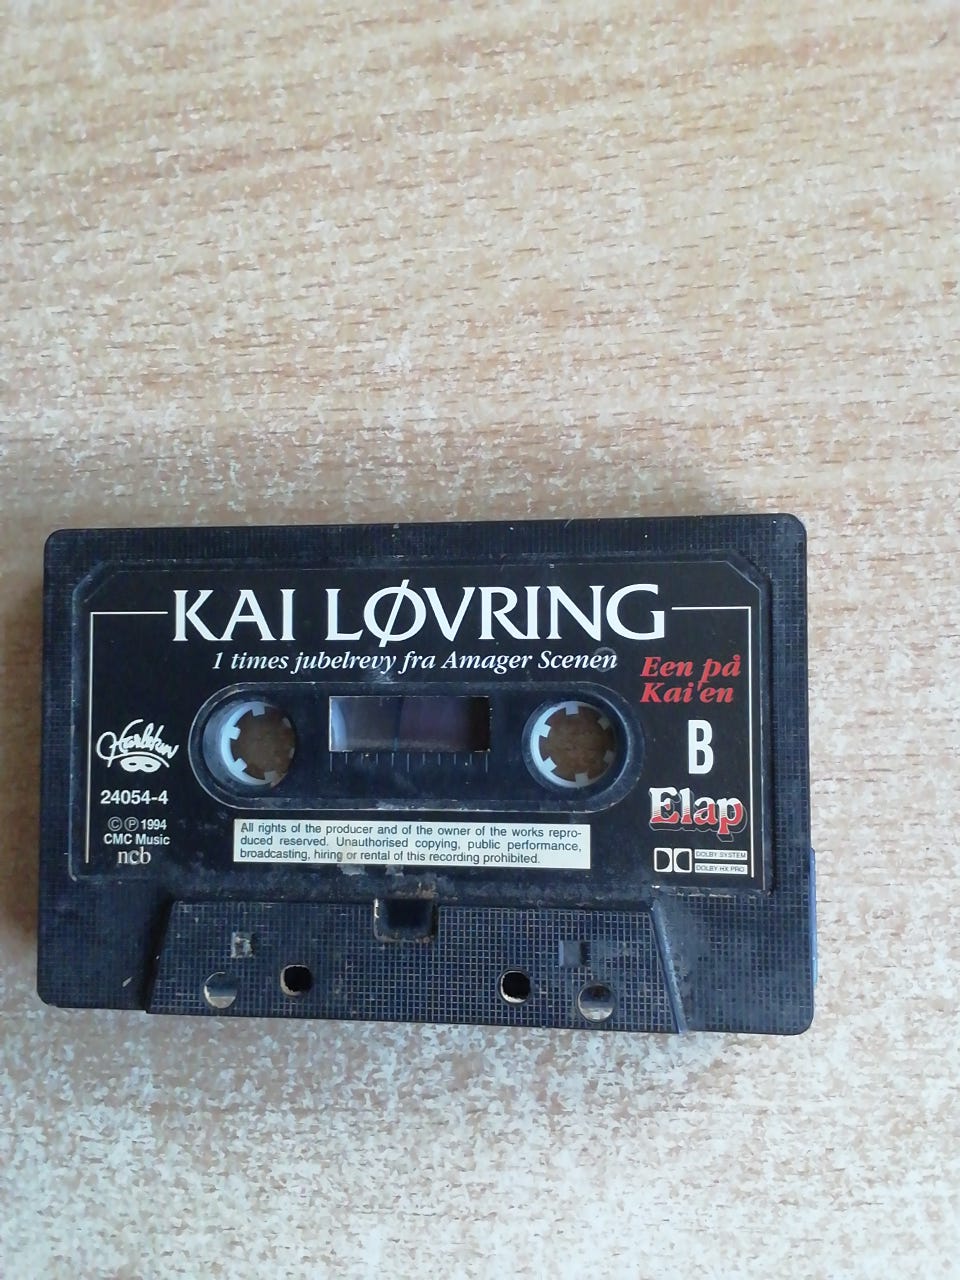 KAI LØVRING
1 times jubelrevy fra Amager Scenen
Een på
Kai'en
Harlekin
B
24054-4
Elap
©℗ 1994
CMC Music
ncb
All rights of the producer and of the owner of the works repro-
duced reserved. Unauthorised copying, public performance,
broadcasting, hiring or rental of this recording prohibited.
DOLBY SYSTEM
DOLBY HX PRO